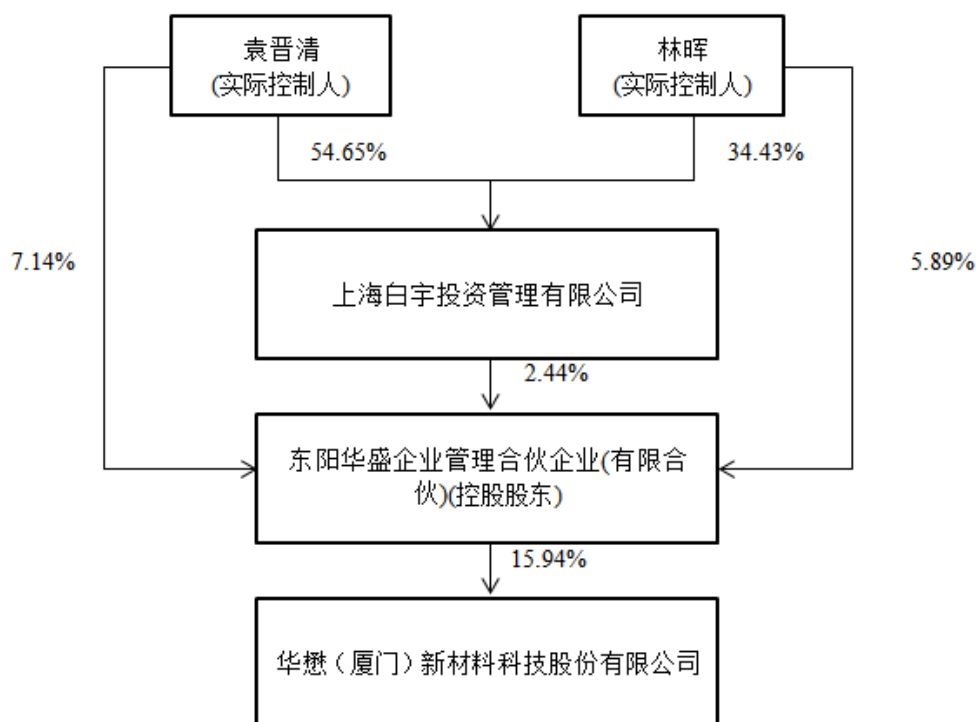 袁晋清
(实际控制人)
林晖
(实际控制人)
54.65%
34.43%
7.14%
5.89%
上海白宇投资管理有限公司
2.44%
东阳华盛企业管理合伙企业(有限合
伙)(控股股东)
15.94%
华懋（厦门）新材料科技股份有限公司